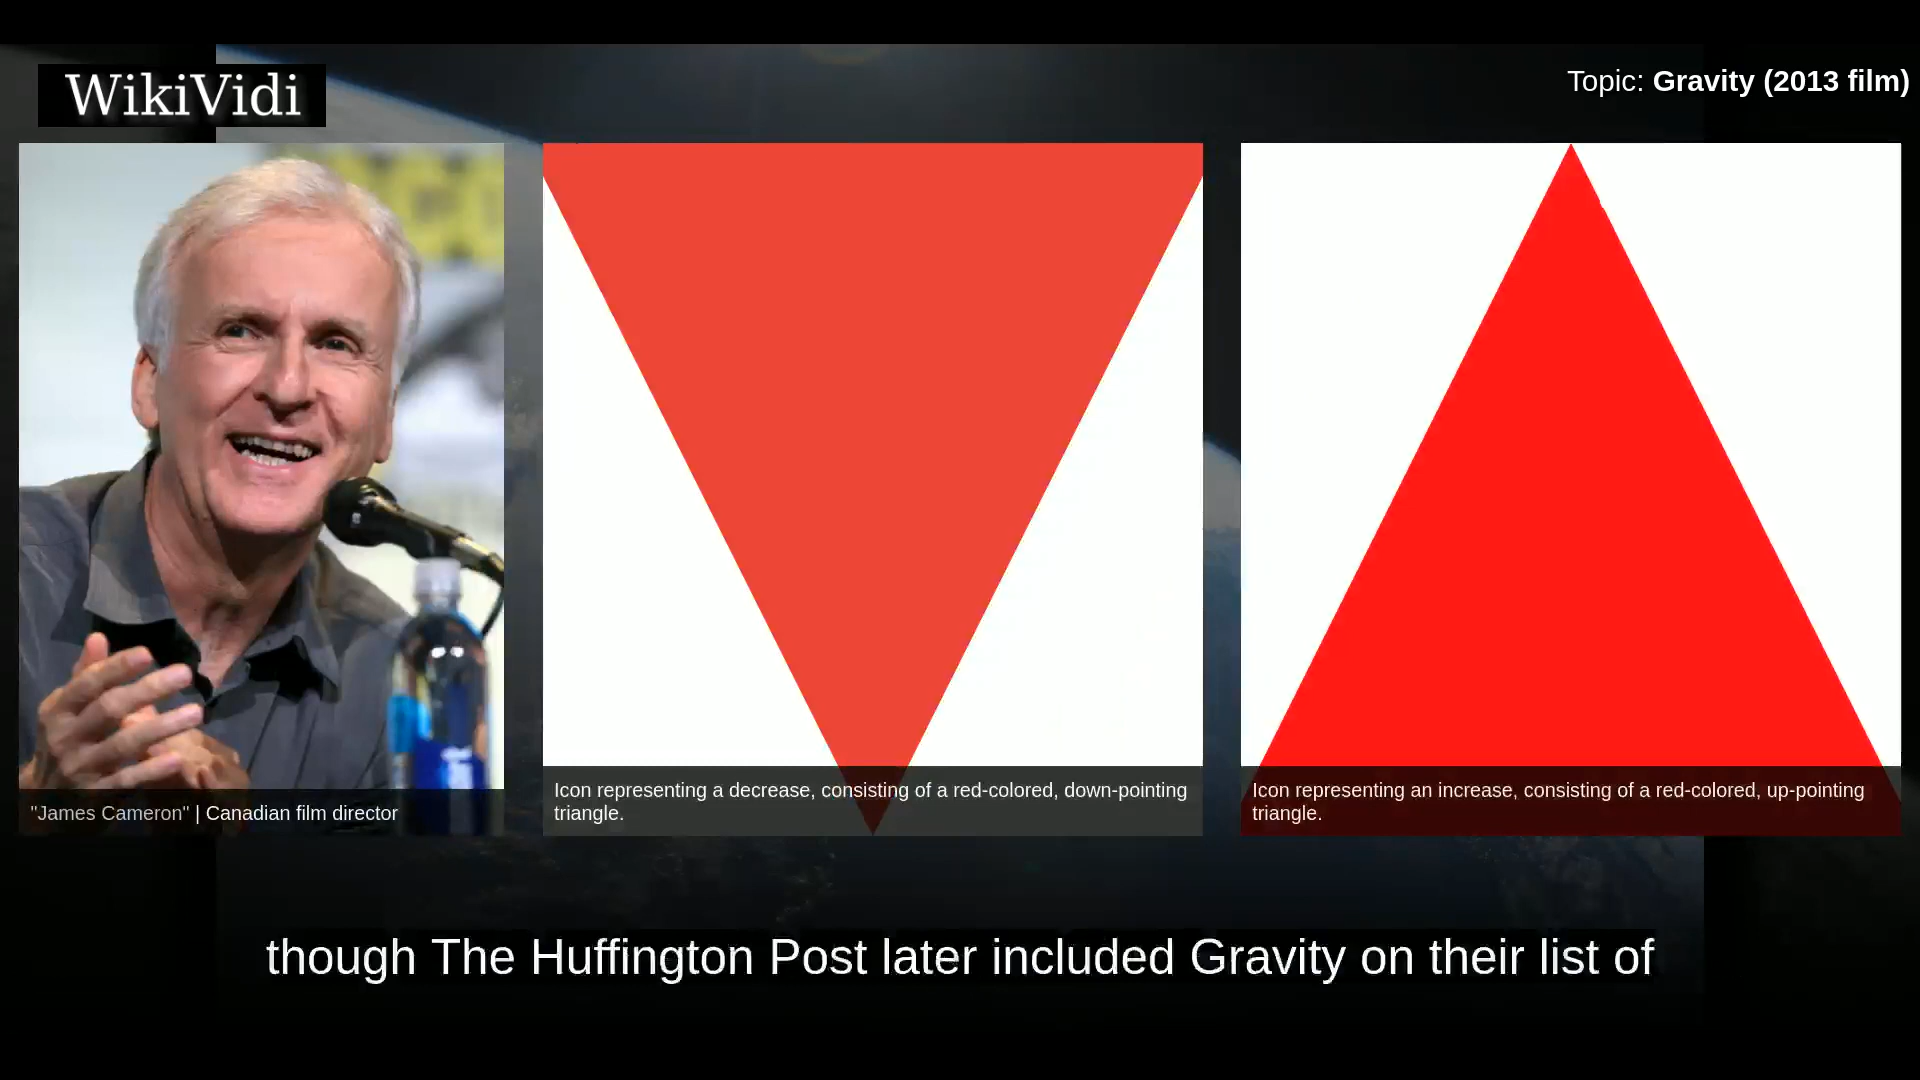 WikiVidi
Topic: Gravity (2013 film)
"James Cameron" | Canadian film director
Icon representing a decrease, consisting of a red-colored, down-pointing
triangle.
Icon representing an increase, consisting of a red-colored, up-pointing
triangle.
though The Huffington Post later included Gravity on their list of